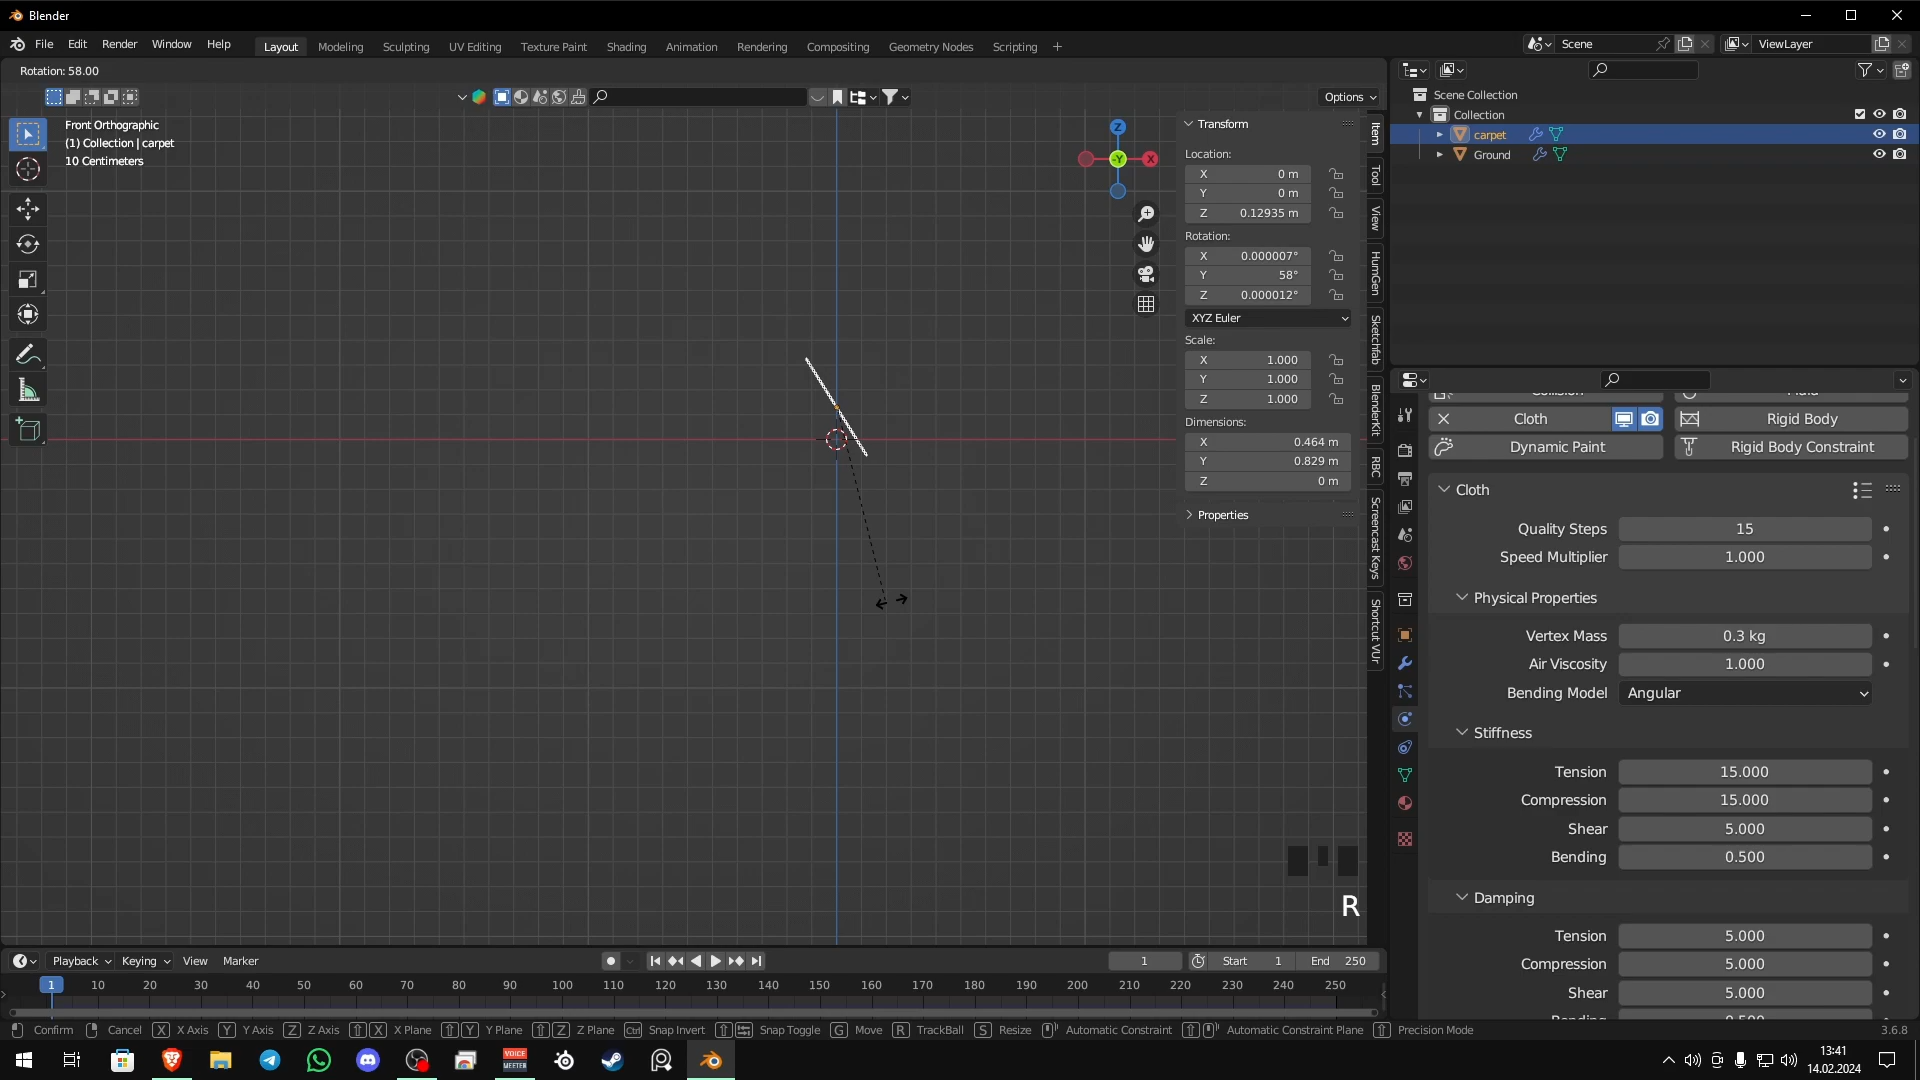 Blender
File Edit Render Window Help
Layout Modeling Sculpting UV Editing Texture Paint Shading Animation Rendering Compositing Geometry Nodes Scripting +
Scene
ViewLayer
Rotation: 58.00
Options
Front Orthographic
(1) Collection | carpet
10 Centimeters
Z
-Y
X
Transform
Location:
X 0 m
Y 0 m
Z 0.12935 m
Rotation:
X 0.000007°
Y 58°
Z 0.000012°
XYZ Euler
Scale:
X 1.000
Y 1.000
Z 1.000
Dimensions:
X 0.464 m
Y 0.829 m
Z 0 m
Properties
Item
Tool
View
HumGen
Sketchfab
BlenderKit
RBC
Screencast Keys
Shortcut VUr
Scene Collection
Collection
carpet
Ground
Cloth
Rigid Body
Dynamic Paint
Rigid Body Constraint
Cloth
Quality Steps 15
Speed Multiplier 1.000
Physical Properties
Vertex Mass 0.3 kg
Air Viscosity 1.000
Bending Model Angular
Stiffness
Tension 15.000
Compression 15.000
Shear 5.000
Bending 0.500
Damping
Tension 5.000
Compression 5.000
Shear 5.000
R
Playback Keying View Marker
1
Start 1
End 250
1 10 20 30 40 50 60 70 80 90 100 110 120 130 140 150 160 170 180 190 200 210 220 230 240 250
Confirm Cancel X X Axis Y Y Axis Z Z Axis X X Plane Y Y Plane Z Z Plane Ctrl Snap Invert Snap Toggle G Move R TrackBall S Resize Automatic Constraint Automatic Constraint Plane Precision Mode
3.6.8
VOICE
MEETER
13:41
14.02.2024